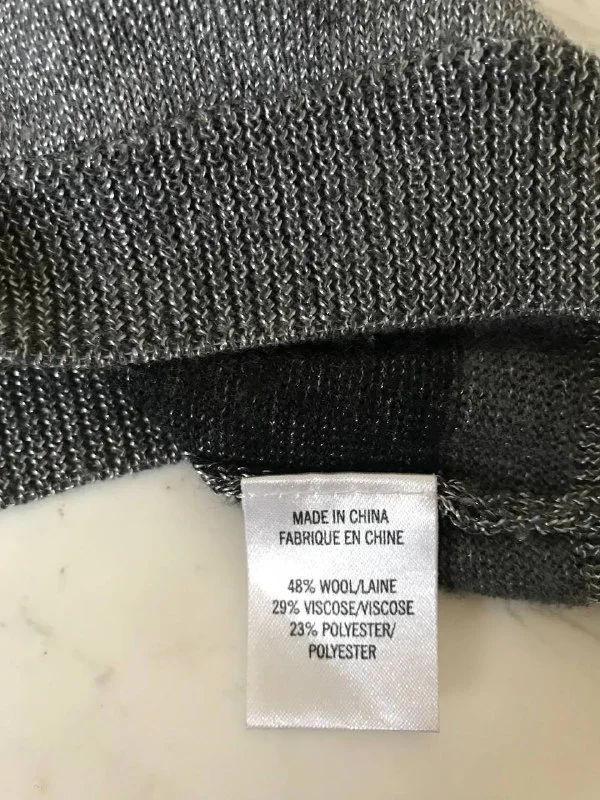 MADE IN CHINA
FABRIQUE EN CHINE
48% WOOL/LAINE
29% VISCOSE/VISCOSE
23% POLYESTER/
POLYESTER